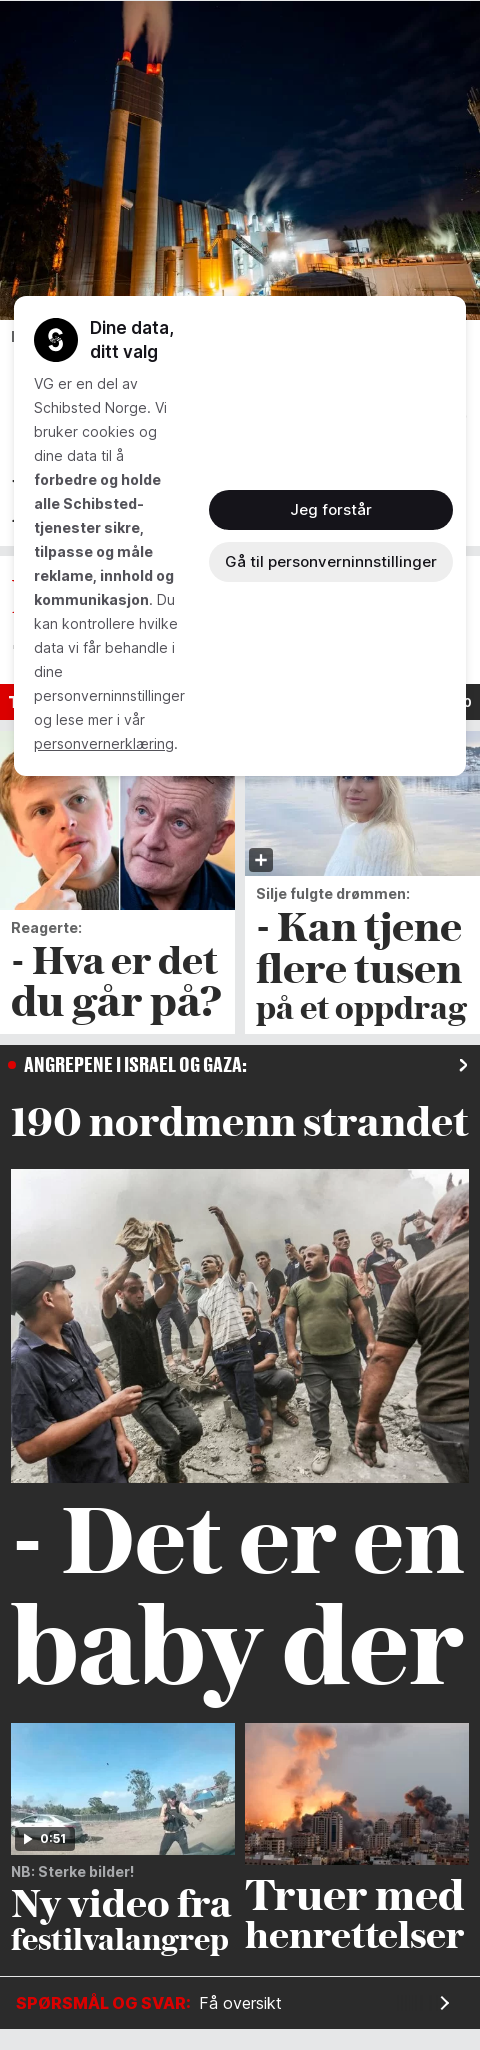 Dine data,
ditt valg
VG er en del av
Schibsted Norge. Vi
bruker cookies og
dine data til å
forbedre og holde
alle Schibsted-
tjenester sikre,
tilpasse og måle
reklame, innhold og
kommunikasjon. Du
kan kontrollere hvilke
data vi får behandle i
dine
personverninnstillinger
og lese mer i vår
personvernerklæring.
Jeg forstår
Gå til personverninnstillinger
Reagerte:
- Hva er det
du går på?
Silje fulgte drømmen:
- Kan tjene
flere tusen
på et oppdrag
ANGREPENE I ISRAEL OG GAZA:
190 nordmenn strandet
- Det er en
baby der
0:51
NB: Sterke bilder!
Ny video fra
festilvalangrep
Truer med
henrettelser
SPØRSMÅL OG SVAR: Få oversikt